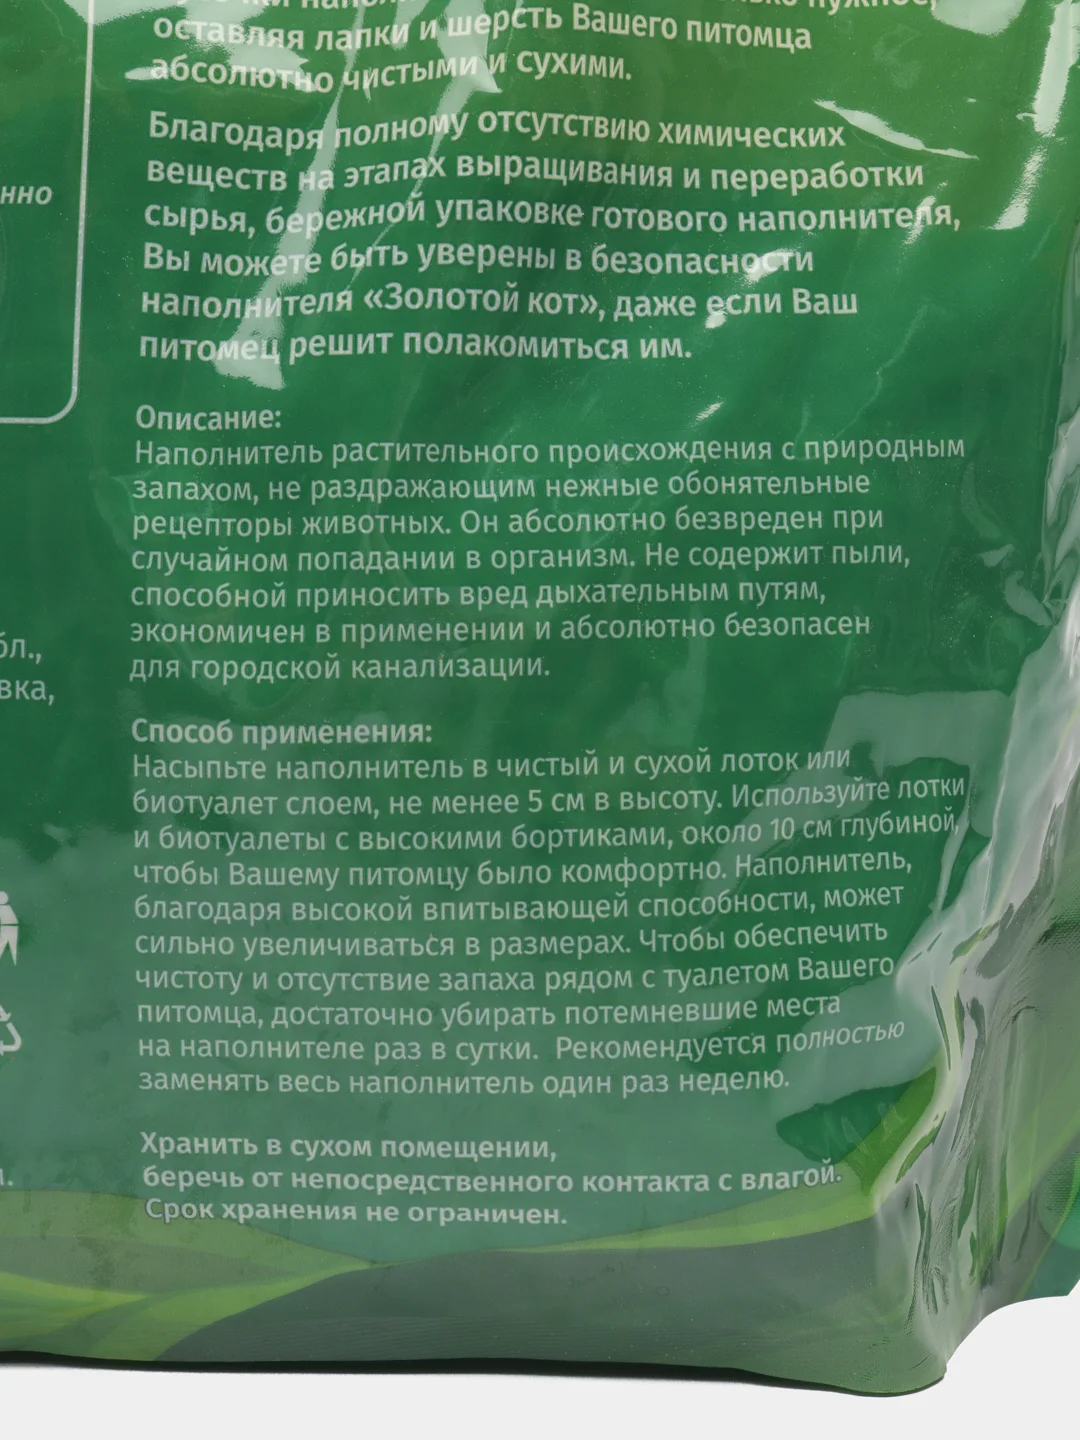 оставляя лапки и шерсть Вашего питомца
абсолютно чистыми и сухими.
Благодаря полному отсутствию химических
веществ на этапах выращивания и переработки
сырья, бережной упаковке готового наполнителя,
Вы можете быть уверены в безопасности
наполнителя «Золотой кот», даже если Ваш
питомец решит полакомиться им.
Описание:
Наполнитель растительного происхождения с природным
запахом, не раздражающим нежные обонятельные
рецепторы животных. Он абсолютно безвреден при
случайном попадании в организм. Не содержит пыли,
способной приносить вред дыхательным путям,
экономичен в применении и абсолютно безопасен
для городской канализации.
Способ применения:
Насыпьте наполнитель в чистый и сухой лоток или
биотуалет слоем, не менее 5 см в высоту. Используйте лотки
и биотуалеты с высокими бортиками, около 10 см глубиной,
чтобы Вашему питомцу было комфортно. Наполнитель,
благодаря высокой впитывающей способности, может
сильно увеличиваться в размерах. Чтобы обеспечить
чистоту и отсутствие запаха рядом с туалетом Вашего
питомца, достаточно убирать потемневшие места
на наполнителе раз в сутки. Рекомендуется полностью
заменять весь наполнитель один раз неделю.
Хранить в сухом помещении,
беречь от непосредственного контакта с влагой.
Срок хранения не ограничен.